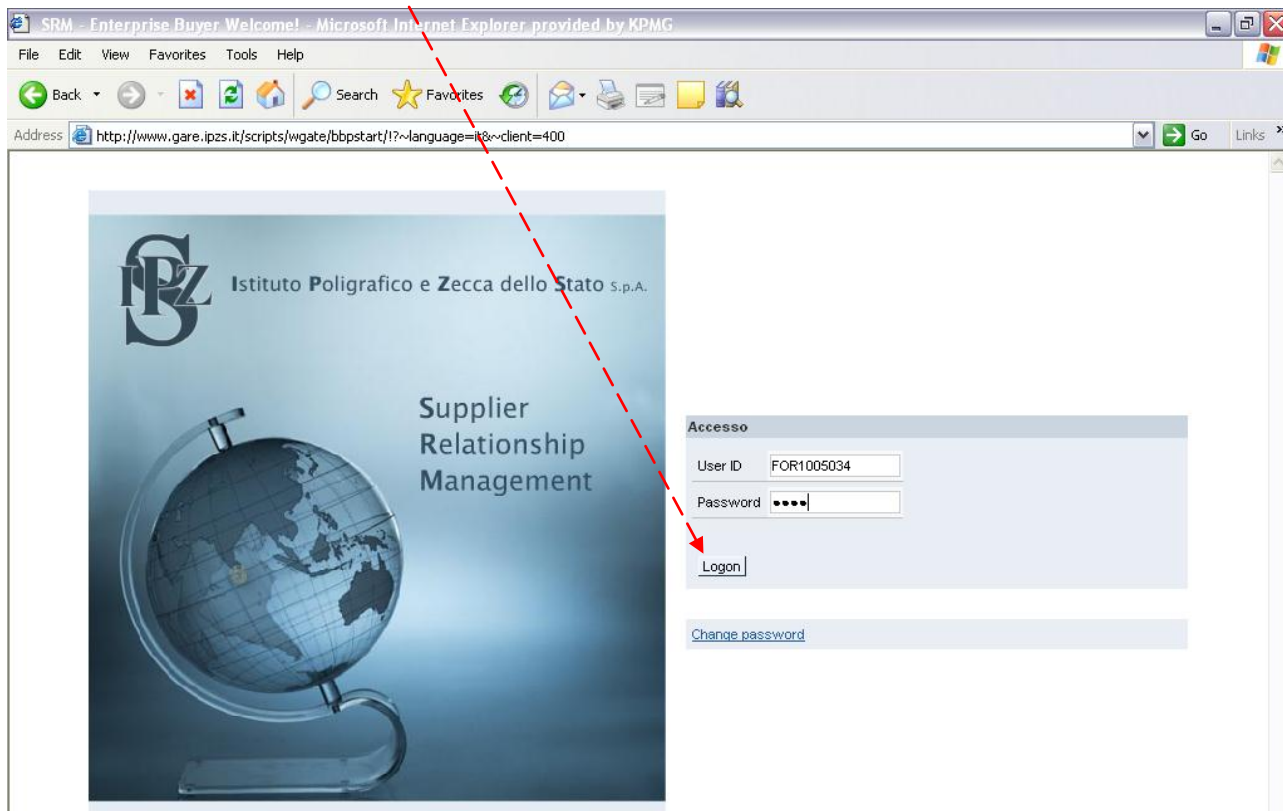 SRM - Enterprise Buyer Welcome! - Microsoft Internet Explorer provided by KPMG
File Edit View Favorites Tools Help
Back Search Favorites
Address http://www.gare.ipzs.it/scripts/wgate/bbpstart/!?~language=it&~client=400 Go Links »
IPZS
Istituto Poligrafico e Zecca dello Stato S.p.A.
Supplier
Relationship
Management
Accesso
User ID FOR1005034
Password ••••
Logon
Change password